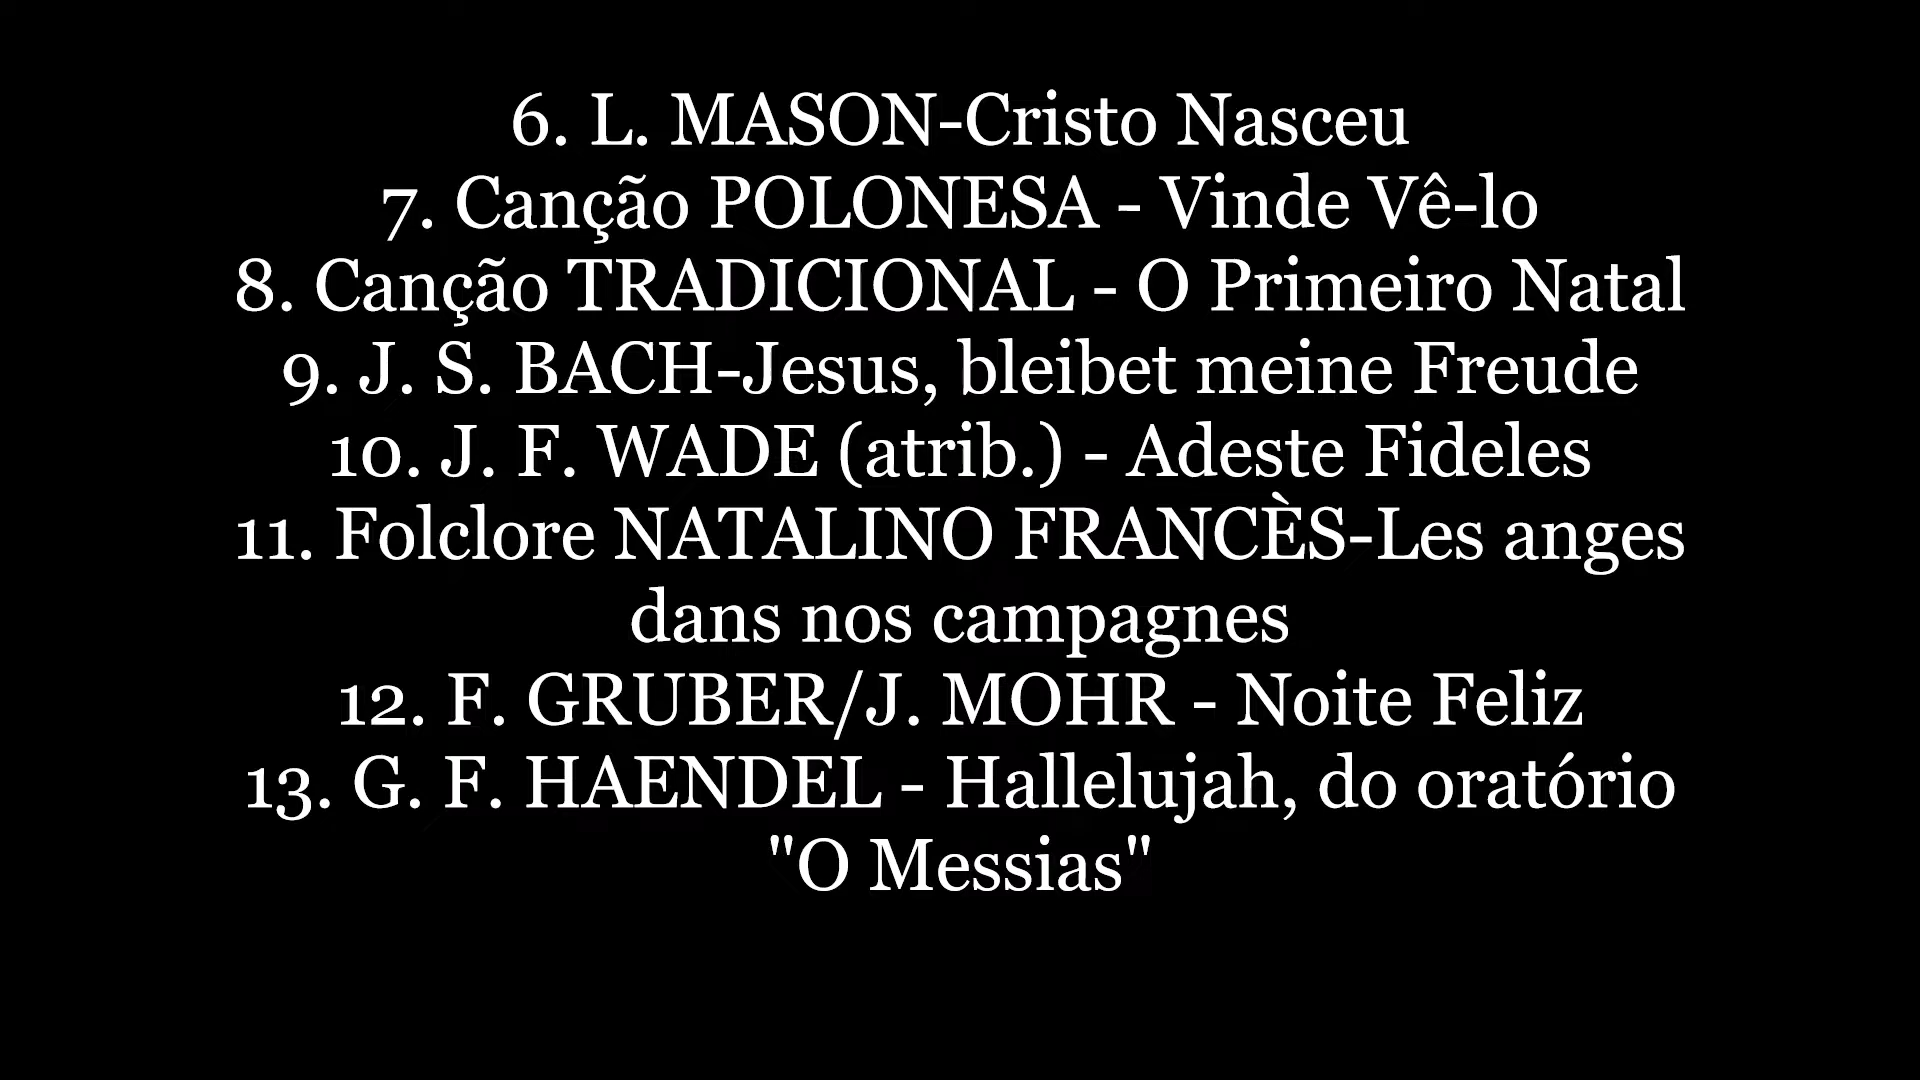 6. L. MASON-Cristo Nasceu
7. Canção POLONESA - Vinde Vê-lo
8. Canção TRADICIONAL - O Primeiro Natal
9. J. S. BACH-Jesus, bleibet meine Freude
10. J. F. WADE (atrib.) - Adeste Fideles
11. Folclore NATALINO FRANCÈS-Les anges
dans nos campagnes
12. F. GRUBER/J. MOHR - Noite Feliz
13. G. F. HAENDEL - Hallelujah, do oratório
"O Messias"